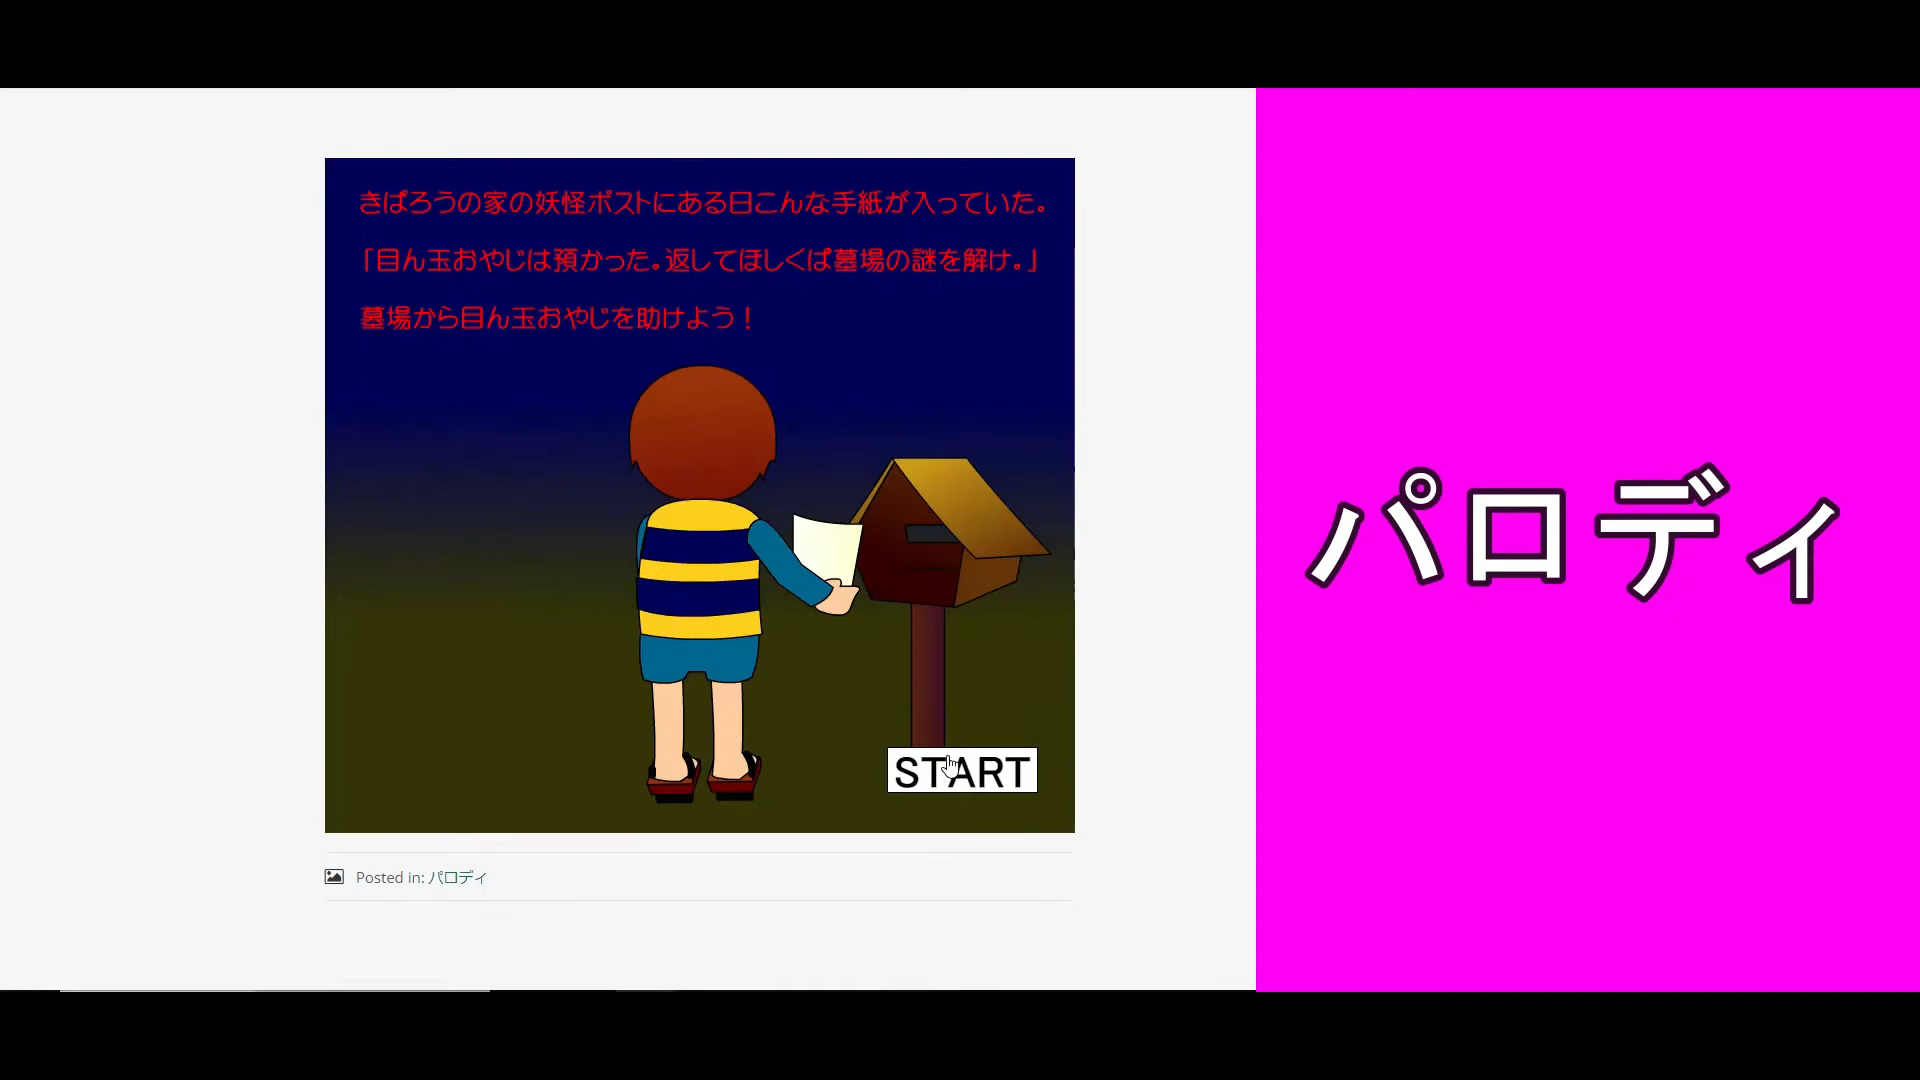 きばろうの家の妖怪ポストにある日こんな手紙が入っていた。
「目ん玉おやじは預かった。返してほしくば墓場の謎を解け。」
墓場から目ん玉おやじを助けよう！
START
Posted in: パロディ
パロディ